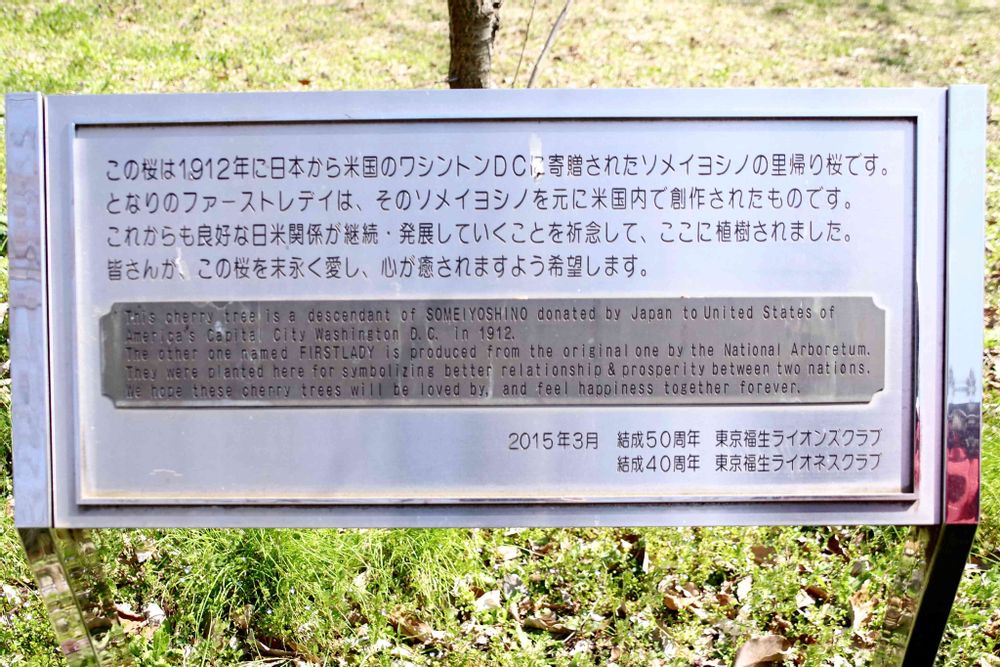 この桜は1912年に日本から米国のワシントンDCに寄贈されたソメイヨシノの里帰り桜です。
となりのファーストレデイは、そのソメイヨシノを元に米国内で創作されたものです。
これからも良好な日米関係が継続・発展していくことを祈念して、ここに植樹されました。
皆さんが、この桜を末永く愛し、心が癒されますよう希望します。
This cherry tree is a descendant of SOMEIYOSHINO donated by Japan to United States of
America's Capital City Washington D.C. in 1912.
The other one named FIRSTLADY is produced from the original one by the National Arboretum.
They were planted here for symbolizing better relationship & prosperity between two nations.
We hope these cherry trees will be loved by, and feel happiness together forever.
2015年3月 結成50周年 東京福生ライオンズクラブ
結成40周年 東京福生ライオネスクラブ